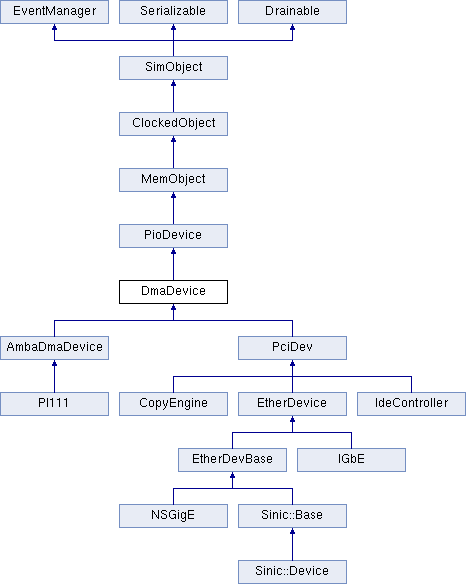 EventManager Serializable Drainable
SimObject
ClockedObject
MemObject
PioDevice
DmaDevice
AmbaDmaDevice PciDev
Pl111 CopyEngine EtherDevice IdeController
EtherDevBase IGbE
NSGigE Sinic::Base
Sinic::Device